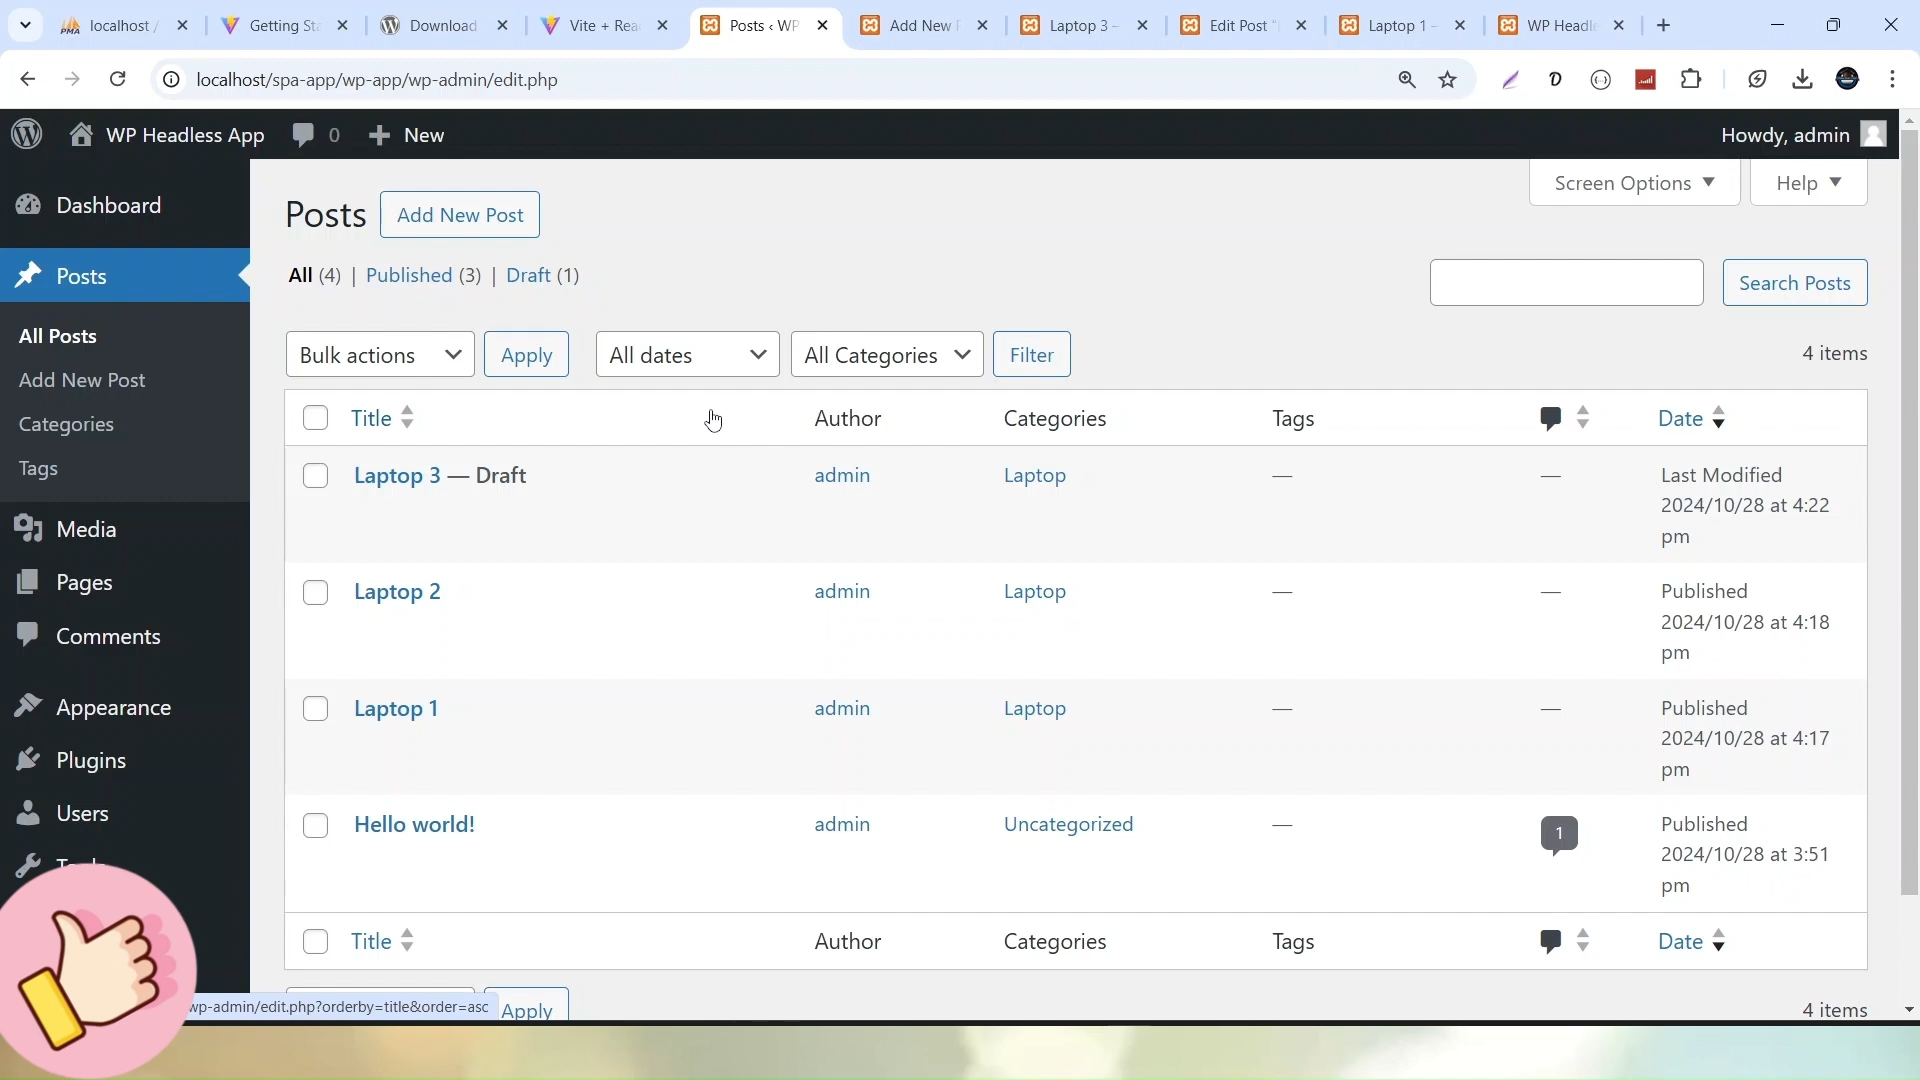 localhost /
Getting Sta
Download
Vite + Rea
Posts ‹ WP
Add New P
Laptop 3 –
Edit Post "
Laptop 1 –
WP Headle
localhost/spa-app/wp-app/wp-admin/edit.php
WP Headless App
0
New
Howdy, admin
Dashboard
Posts
All Posts
Add New Post
Categories
Tags
Media
Pages
Comments
Appearance
Plugins
Users
Screen Options
Help
Posts
Add New Post
All (4) | Published (3) | Draft (1)
Search Posts
Bulk actions
Apply
All dates
All Categories
Filter
4 items
Title Author Categories Tags Date
Laptop 3 — Draft admin Laptop — — Last Modified
2024/10/28 at 4:22
pm
Laptop 2 admin Laptop — — Published
2024/10/28 at 4:18
pm
Laptop 1 admin Laptop — — Published
2024/10/28 at 4:17
pm
Hello world! admin Uncategorized — 1 Published
2024/10/28 at 3:51
pm
Title Author Categories Tags Date
wp-admin/edit.php?orderby=title&order=asc
Apply
4 items